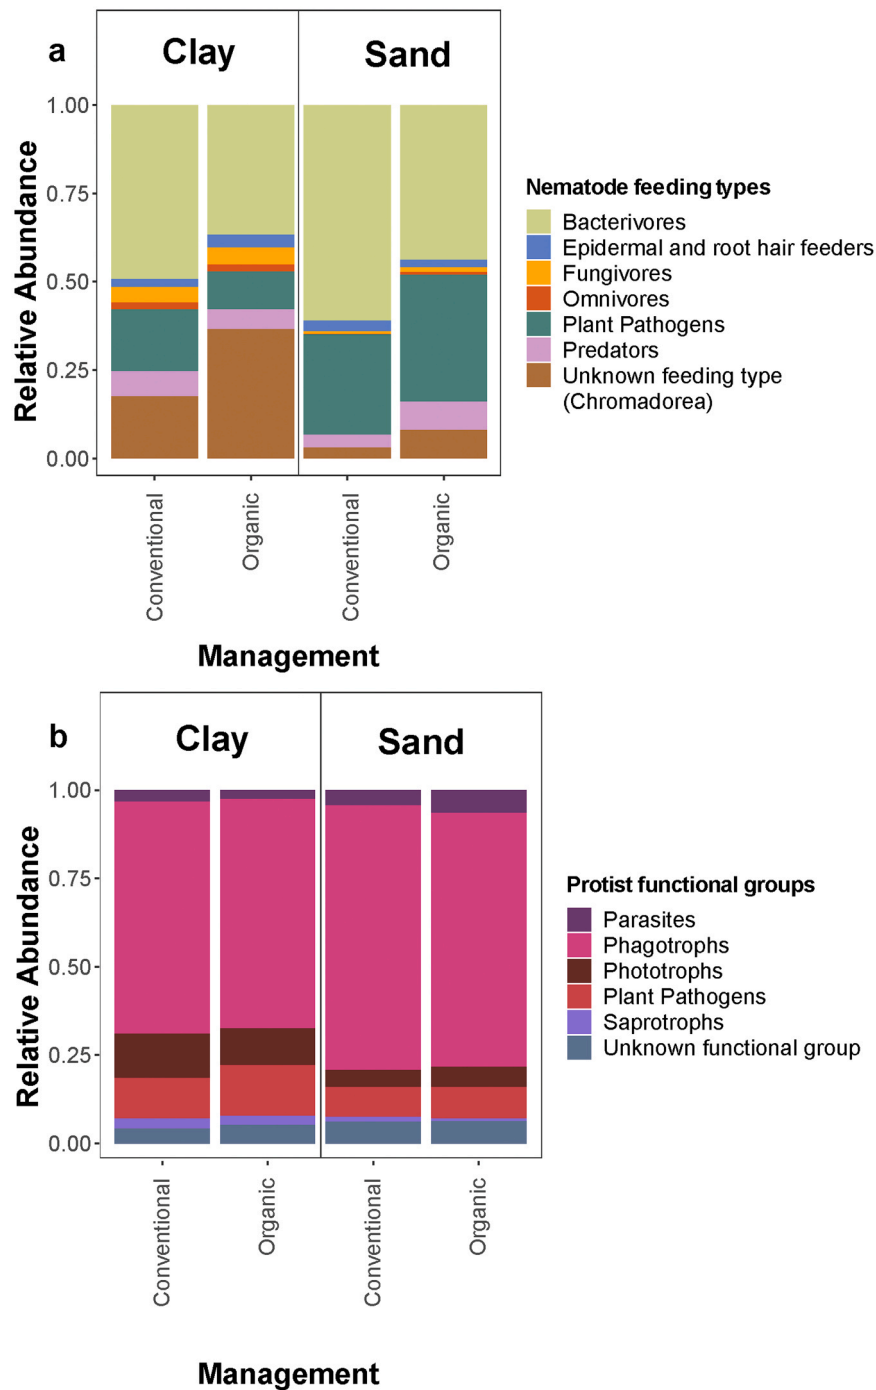 a
Clay
Sand
1.00
0.75
0.50
0.25
0.00
Relative Abundance
Conventional
Organic
Conventional
Organic
Management
Nematode feeding types
Bacterivores
Epidermal and root hair feeders
Fungivores
Omnivores
Plant Pathogens
Predators
Unknown feeding type
(Chromadorea)
b
Clay
Sand
1.00
0.75
0.50
0.25
0.00
Relative Abundance
Conventional
Organic
Conventional
Organic
Management
Protist functional groups
Parasites
Phagotrophs
Phototrophs
Plant Pathogens
Saprotrophs
Unknown functional group